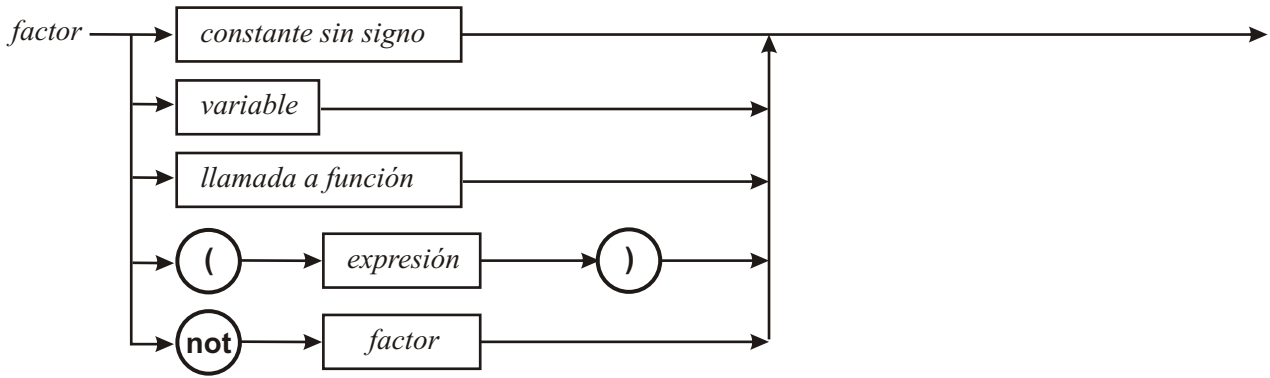 factor constante sin signo
variable
llamada a función
( expresión )
not factor